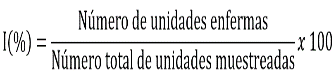 I(%) = Número de unidades enfermas / Número total de unidades muestreadas x 100